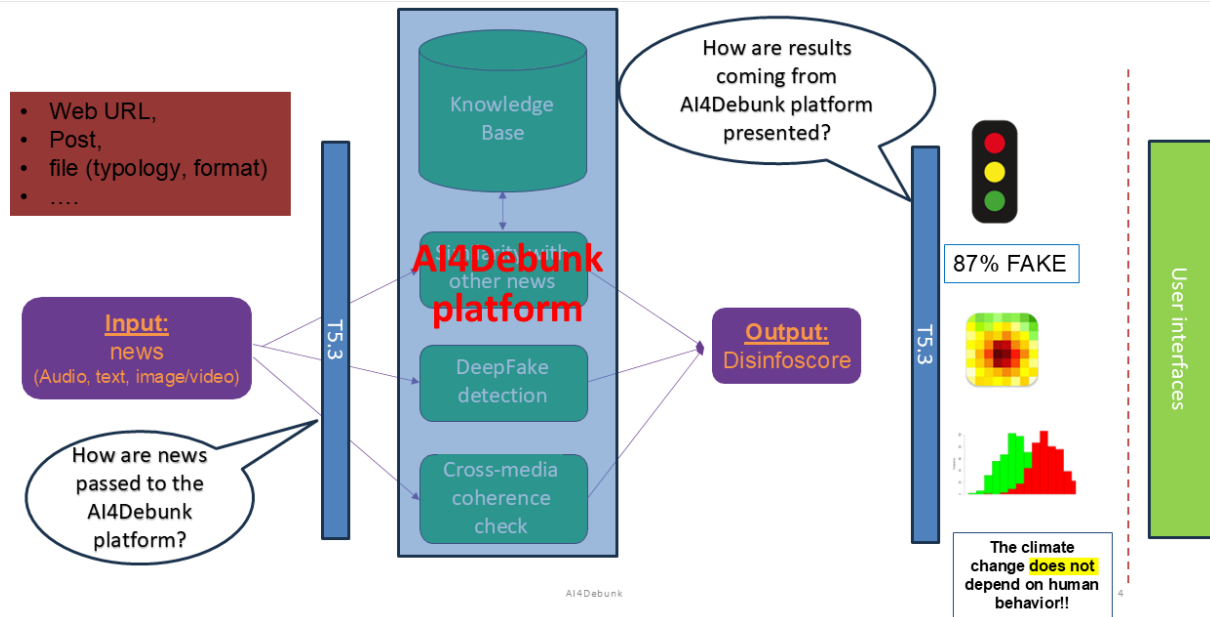 • Web URL,
• Post,
• file (typology, format)
• ....
Input:
news
(Audio, text, image/video)
How are news
passed to the
AI4Debunk
platform?
T5.3
Knowledge
Base
Similarity with
other news
AI4Debunk
platform
DeepFake
detection
Cross-media
coherence
check
Output:
Disinfoscore
How are results
coming from
AI4Debunk platform
presented?
T5.3
87% FAKE
The climate
change does not
depend on human
behavior!!
User interfaces
AI4Debunk
4